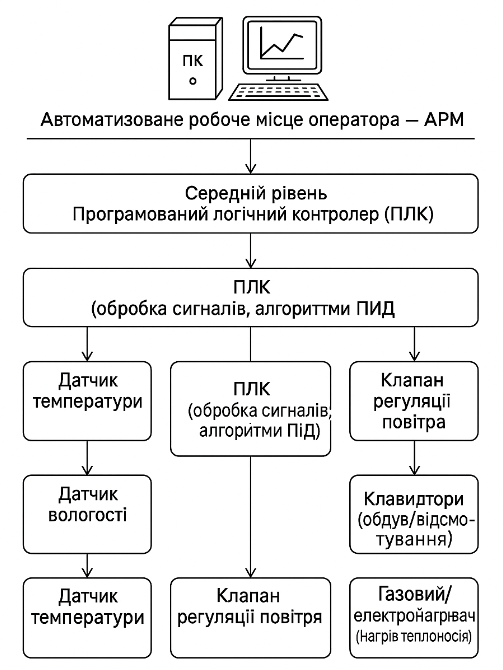 ПК
Автоматизоване робоче місце оператора — АРМ
Середній рівень
Програмований логічний контролер (ПЛК)
ПЛК
(обробка сигналів, алгориттми ПИД
Датчик
температури
ПЛК
(обробка сигналів,
алгоритми ПіД)
Клапан
регуляції
повітра
Датчик
вологості
Клавидтори
(обдув/відсмо-
тування)
Датчик
температури
Клапан
регуляції повітря
Газовий/
(нагрів теплоносія)